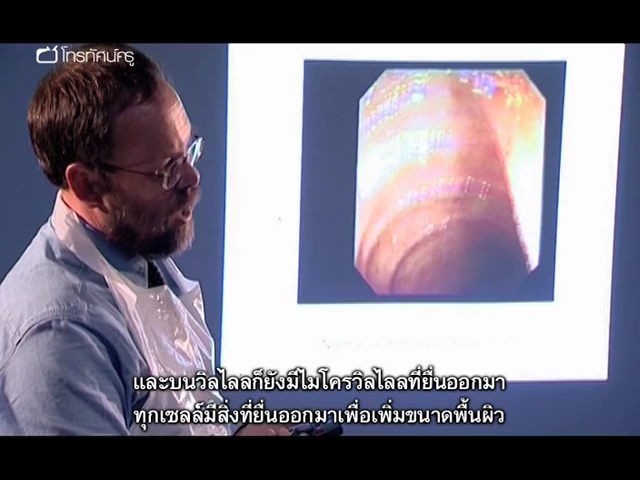 โทรทัศน์ครู
และบนวิลไลลก็ยังมีไมโครวิลไลลที่ยื่นออกมา
ทุกเซลล์มีสิ่งที่ยื่นออกมาเพื่อเพิ่มขนาดพื้นผิว